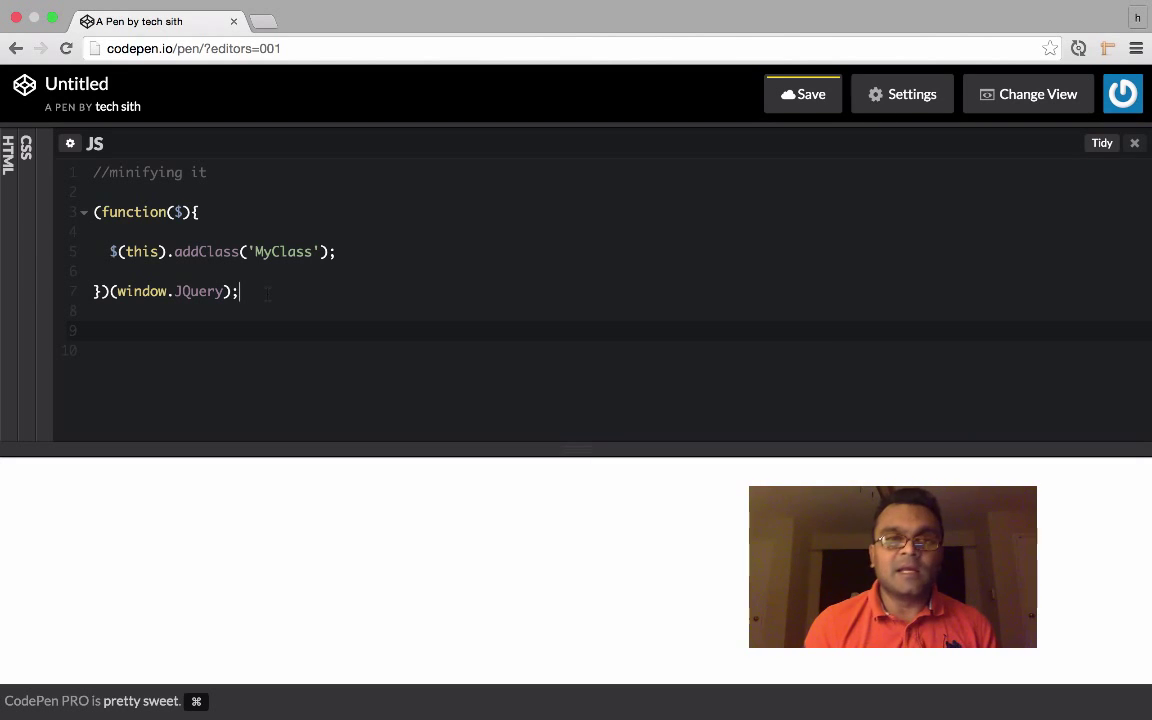 A Pen by tech sith
h
codepen.io/pen/?editors=001
Untitled
A PEN BY tech sith
Save
Settings
Change View
HTML
CSS
JS
Tidy
1 //minifying it
2
3 (function($){
4
5 $(this).addClass('MyClass');
6
7 })(window.JQuery);
8
9
10
CodePen PRO is pretty sweet. ⌘